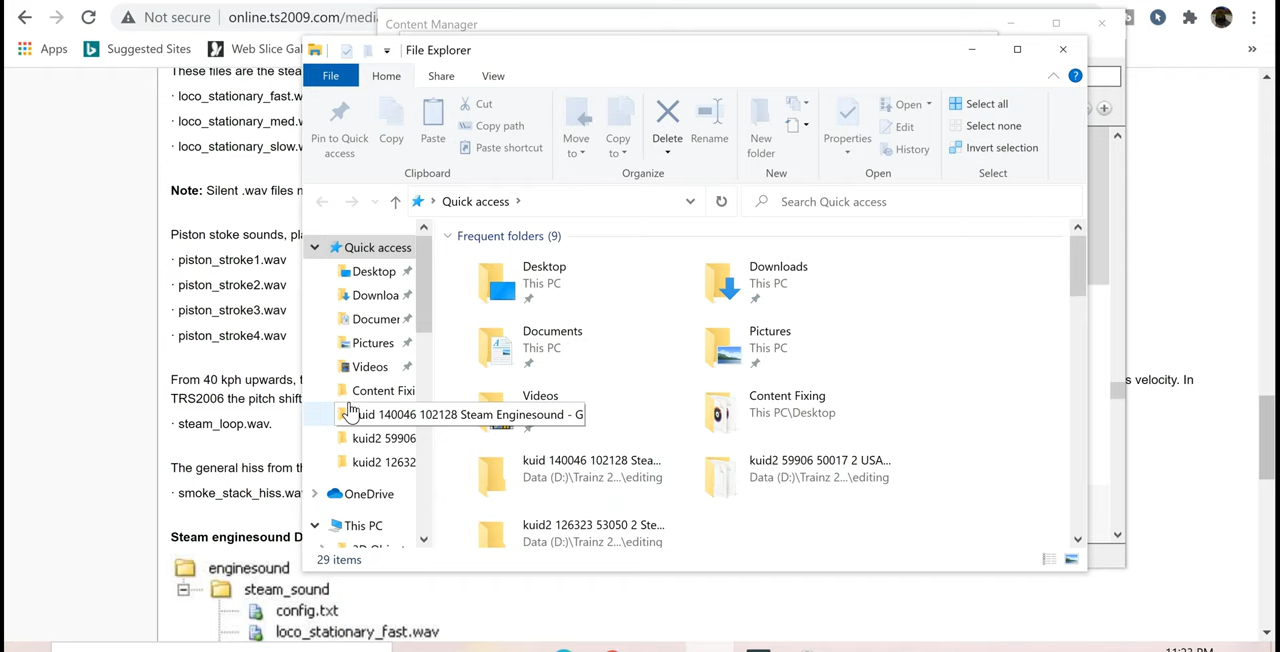 Not secure
online.ts2009.com/medi
Content Manager
Apps
Suggested Sites
Web Slice Gal
»
File Explorer
File
Home
Share
View
Pin to Quick access
Copy
Paste
Cut
Copy path
Paste shortcut
Clipboard
Move to
Copy to
Delete
Rename
Organize
New folder
New
Properties
Open
Edit
History
Open
Select all
Select none
Invert selection
Select
Quick access
Search Quick access
These files are the stea
· loco_stationary_fast.w
· loco_stationary_med.w
· loco_stationary_slow.w
Note: Silent .wav files n
Piston stoke sounds, pla
· piston_stroke1.wav
· piston_stroke2.wav
· piston_stroke3.wav
· piston_stroke4.wav
From 40 kph upwards, t
s velocity. In
TRS2006 the pitch shift
· steam_loop.wav.
The general hiss from th
· smoke_stack_hiss.wa
Steam enginesound D
enginesound
steam_sound
config.txt
loco_stationary_fast.wav
Quick access
Desktop
Downloa
Documen
Pictures
Videos
Content Fixi
uid 140046 102128 Steam Enginesound - G
kuid2 59906
kuid2 12632
OneDrive
This PC
3D Objects
Frequent folders (9)
Desktop
This PC
Downloads
This PC
Documents
This PC
Pictures
This PC
Videos
Content Fixing
This PC\Desktop
kuid 140046 102128 Stea...
Data (D:)\Trainz 2...\editing
kuid2 59906 50017 2 USA...
Data (D:)\Trainz 2...\editing
kuid2 126323 53050 2 Ste...
Data (D:)\Trainz 2...\editing
29 items
11:23 PM